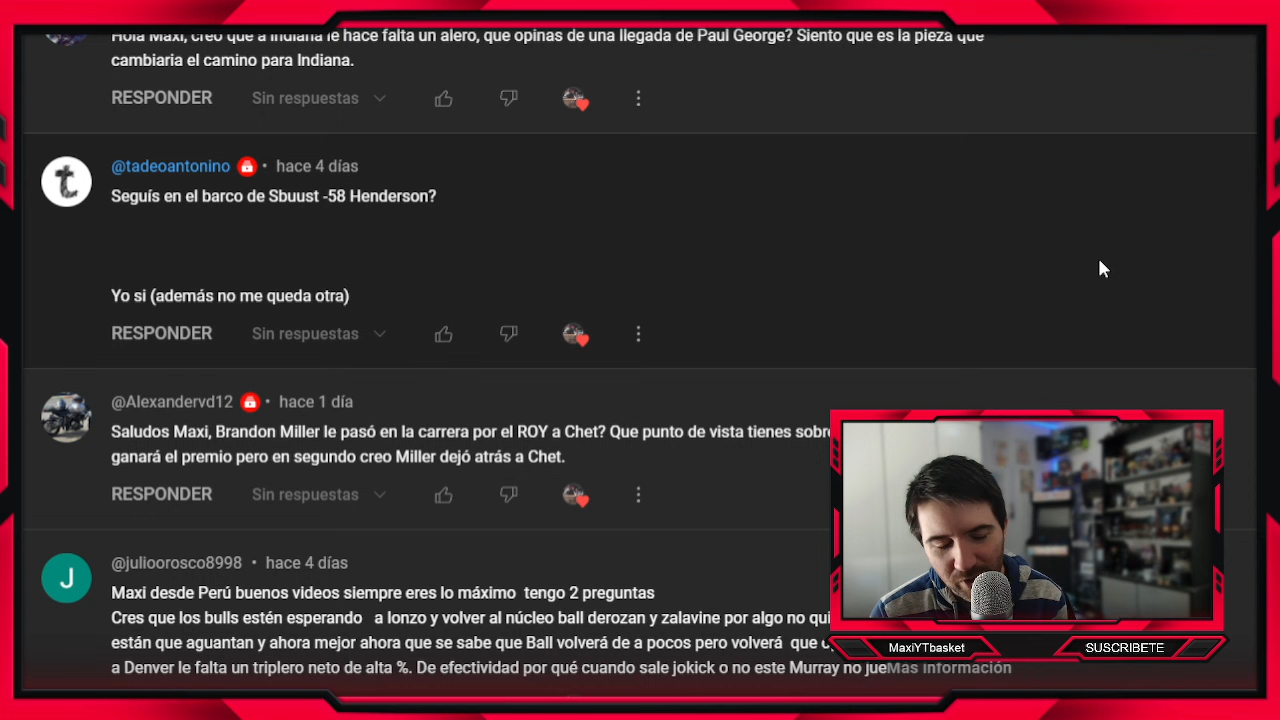 Hola Maxi, creo que a Indiana le hace falta un alero, que opinas de una llegada de Paul George? Siento que es la pieza que
cambiaria el camino para Indiana.
RESPONDER Sin respuestas
@tadeoantonino • hace 4 días
Seguís en el barco de Sbuust -58 Henderson?
Yo si (además no me queda otra)
RESPONDER Sin respuestas
@Alexandervd12 • hace 1 día
Saludos Maxi, Brandon Miller le pasó en la carrera por el ROY a Chet? Que punto de vista tienes sobre
ganará el premio pero en segundo creo Miller dejó atrás a Chet.
RESPONDER Sin respuestas
J @julioorosco8998 • hace 4 días
Maxi desde Perú buenos videos siempre eres lo máximo tengo 2 preguntas
Cres que los bulls estén esperando a lonzo y volver al núcleo ball derozan y zalavine por algo no
están que aguantan y ahora mejor ahora que se sabe que Ball volverá de a pocos pero volverá que
a Denver le falta un triplero neto de alta %. De efectividad por qué cuando sale jokick o no este Murray no jueMás información
MaxiYTbasket
SUSCRIBETE